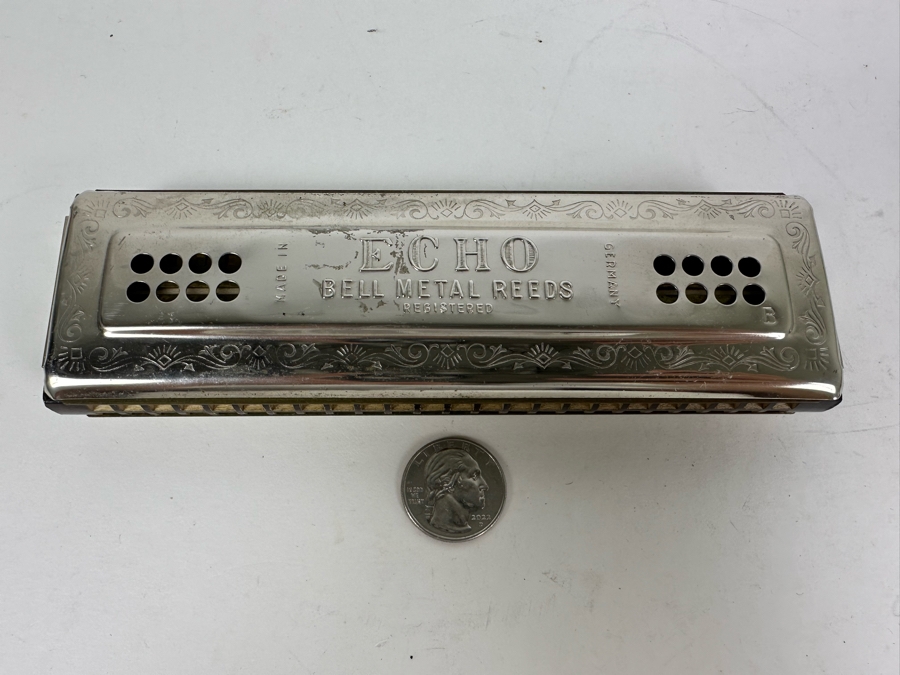 MADE IN
ECHO
BELL METAL REEDS
REGISTERED
GERMANY
B
LIBERTY
IN GOD
WE
TRUST